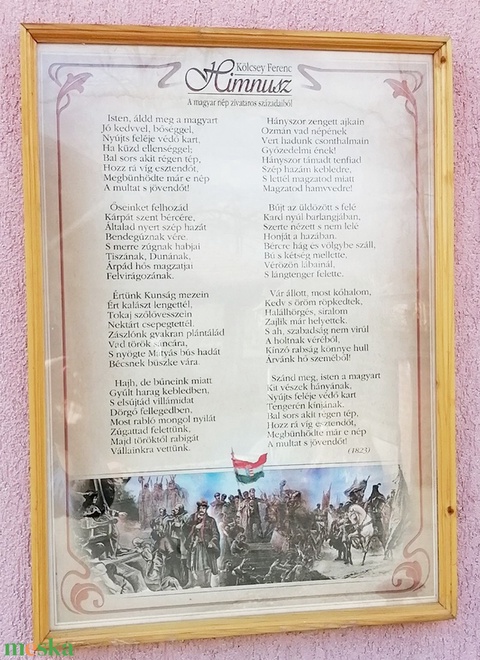 Kölcsey Ferenc
Himnusz
A magyar nép zivataros századaiból
Isten, áldd meg a magyart
Jó kedvvel, bőséggel,
Nyújts feléje védő kart,
Ha küzd ellenséggel;
Bal sors akit régen tép,
Hozz rá víg esztendőt,
Megbűnhődte már e nép
A multat s jövendőt!
Őseinket felhozád
Kárpát szent bércére,
Általad nyert szép hazát
Bendegúznak vére.
S merre zúgnak habjai
Tiszának, Dunának,
Árpád hős magzatjai
Felvirágozának.
Értünk Kunság mezein
Ért kalászt lengettél,
Tokaj szőlővesszein
Nektárt csepegtettél.
Zászlónk gyakran plántálád
Vad török sáncára,
S nyögte Mátyás bús hadát
Bécsnek büszke vára.
Hajh, de bűneink miatt
Gyúlt harag kebledben,
S elsújtád villámidat
Dörgő fellegedben,
Most rabló mongol nyilát
Zúgattad felettünk,
Majd töröktől rabigát
Vállainkra vettünk.
Hányszor zengett ajkain
Ozmán vad népének
Vert hadunk csonthalmain
Győzedelmi ének!
Hányszor támadt tenfiad
Szép hazám kebledre,
S lettél magzatod miatt
Magzatod hamvvedre!
Bújt az üldözött s felé
Kard nyúl barlangjában,
Szerte nézett s nem lelé
Honját a hazában.
Bércre hág és völgybe száll,
Bú s kétség mellette,
Vérözön lábainál,
S lángtenger felette.
Vár állott, most kőhalom,
Kedv s öröm röpkedtek,
Halálhörgés, siralom
Zajlik már helyettek.
S ah, szabadság nem virúl
A holtnak véréből,
Kínzó rabság könnye hull
Árvánk hő szeméből!
Szánd meg, isten a magyart
Kit vészek hányának,
Nyújts feléje védő kart
Tengerén kínjának.
Bal sors akit régen tép,
Hozz rá víg esztendőt,
Megbűnhődte már e nép
A multat s jövendőt!
(1823)
meska